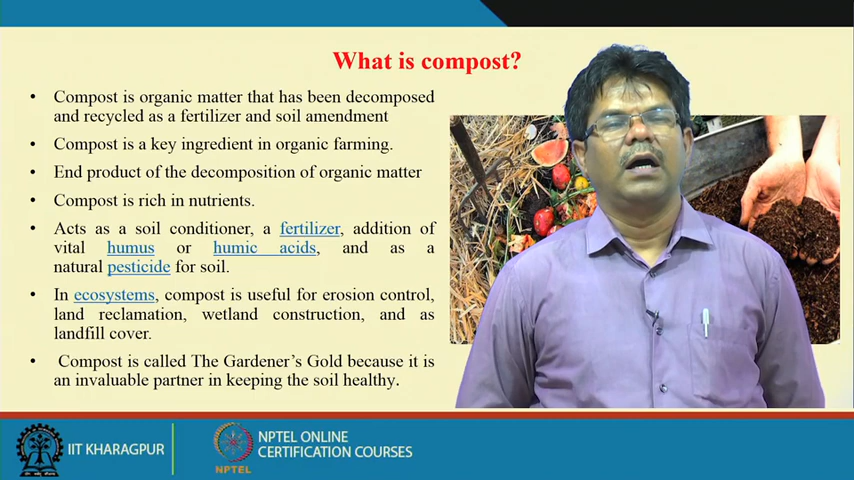 What is compost?
• Compost is organic matter that has been decomposed
and recycled as a fertilizer and soil amendment
• Compost is a key ingredient in organic farming.
• End product of the decomposition of organic matter
• Compost is rich in nutrients.
• Acts as a soil conditioner, a fertilizer, addition of
vital humus or humic acids, and as a
natural pesticide for soil.
• In ecosystems, compost is useful for erosion control,
land reclamation, wetland construction, and as
landfill cover.
• Compost is called The Gardener's Gold because it is
an invaluable partner in keeping the soil healthy.
IIT KHARAGPUR
NPTEL
NPTEL ONLINE
CERTIFICATION COURSES